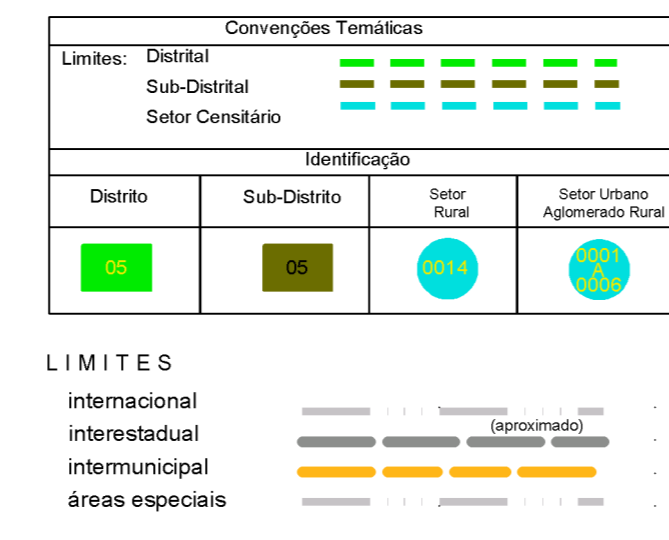 Convenções Temáticas
Limites: Distrital
Sub-Distrital
Setor Censitário
Identificação
Distrito
Sub-Distrito
Setor
Rural
Setor Urbano
Aglomerado Rural
05
05
0014
0001
A
0006
LIMITES
internacional
interestadual
(aproximado)
intermunicipal
áreas especiais